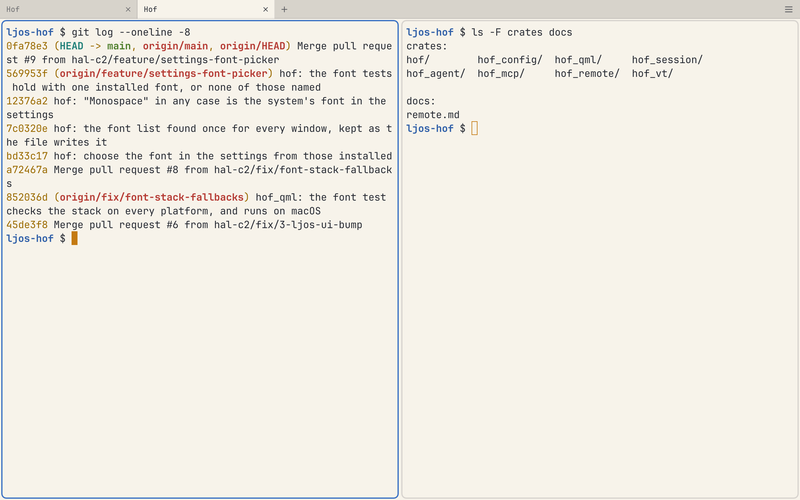 Hof × Hof × +
ljos-hof $ git log --oneline -8
0fa78e3 (HEAD -> main, origin/main, origin/HEAD) Merge pull reque
st #9 from hal-c2/feature/settings-font-picker
569953f (origin/feature/settings-font-picker) hof: the font tests
 hold with one installed font, or none of those named
12376a2 hof: "Monospace" in any case is the system's font in the
settings
7c0320e hof: the font list found once for every window, kept as t
he file writes it
bd33c17 hof: choose the font in the settings from those installed
a72467a Merge pull request #8 from hal-c2/fix/font-stack-fallback
s
852036d (origin/fix/font-stack-fallbacks) hof_qml: the font test
checks the stack on every platform, and runs on macOS
45de3f8 Merge pull request #6 from hal-c2/fix/3-ljos-ui-bump
ljos-hof $
ljos-hof $ ls -F crates docs
crates:
hof/        hof_config/  hof_qml/     hof_session/
hof_agent/  hof_mcp/     hof_remote/  hof_vt/

docs:
remote.md
ljos-hof $